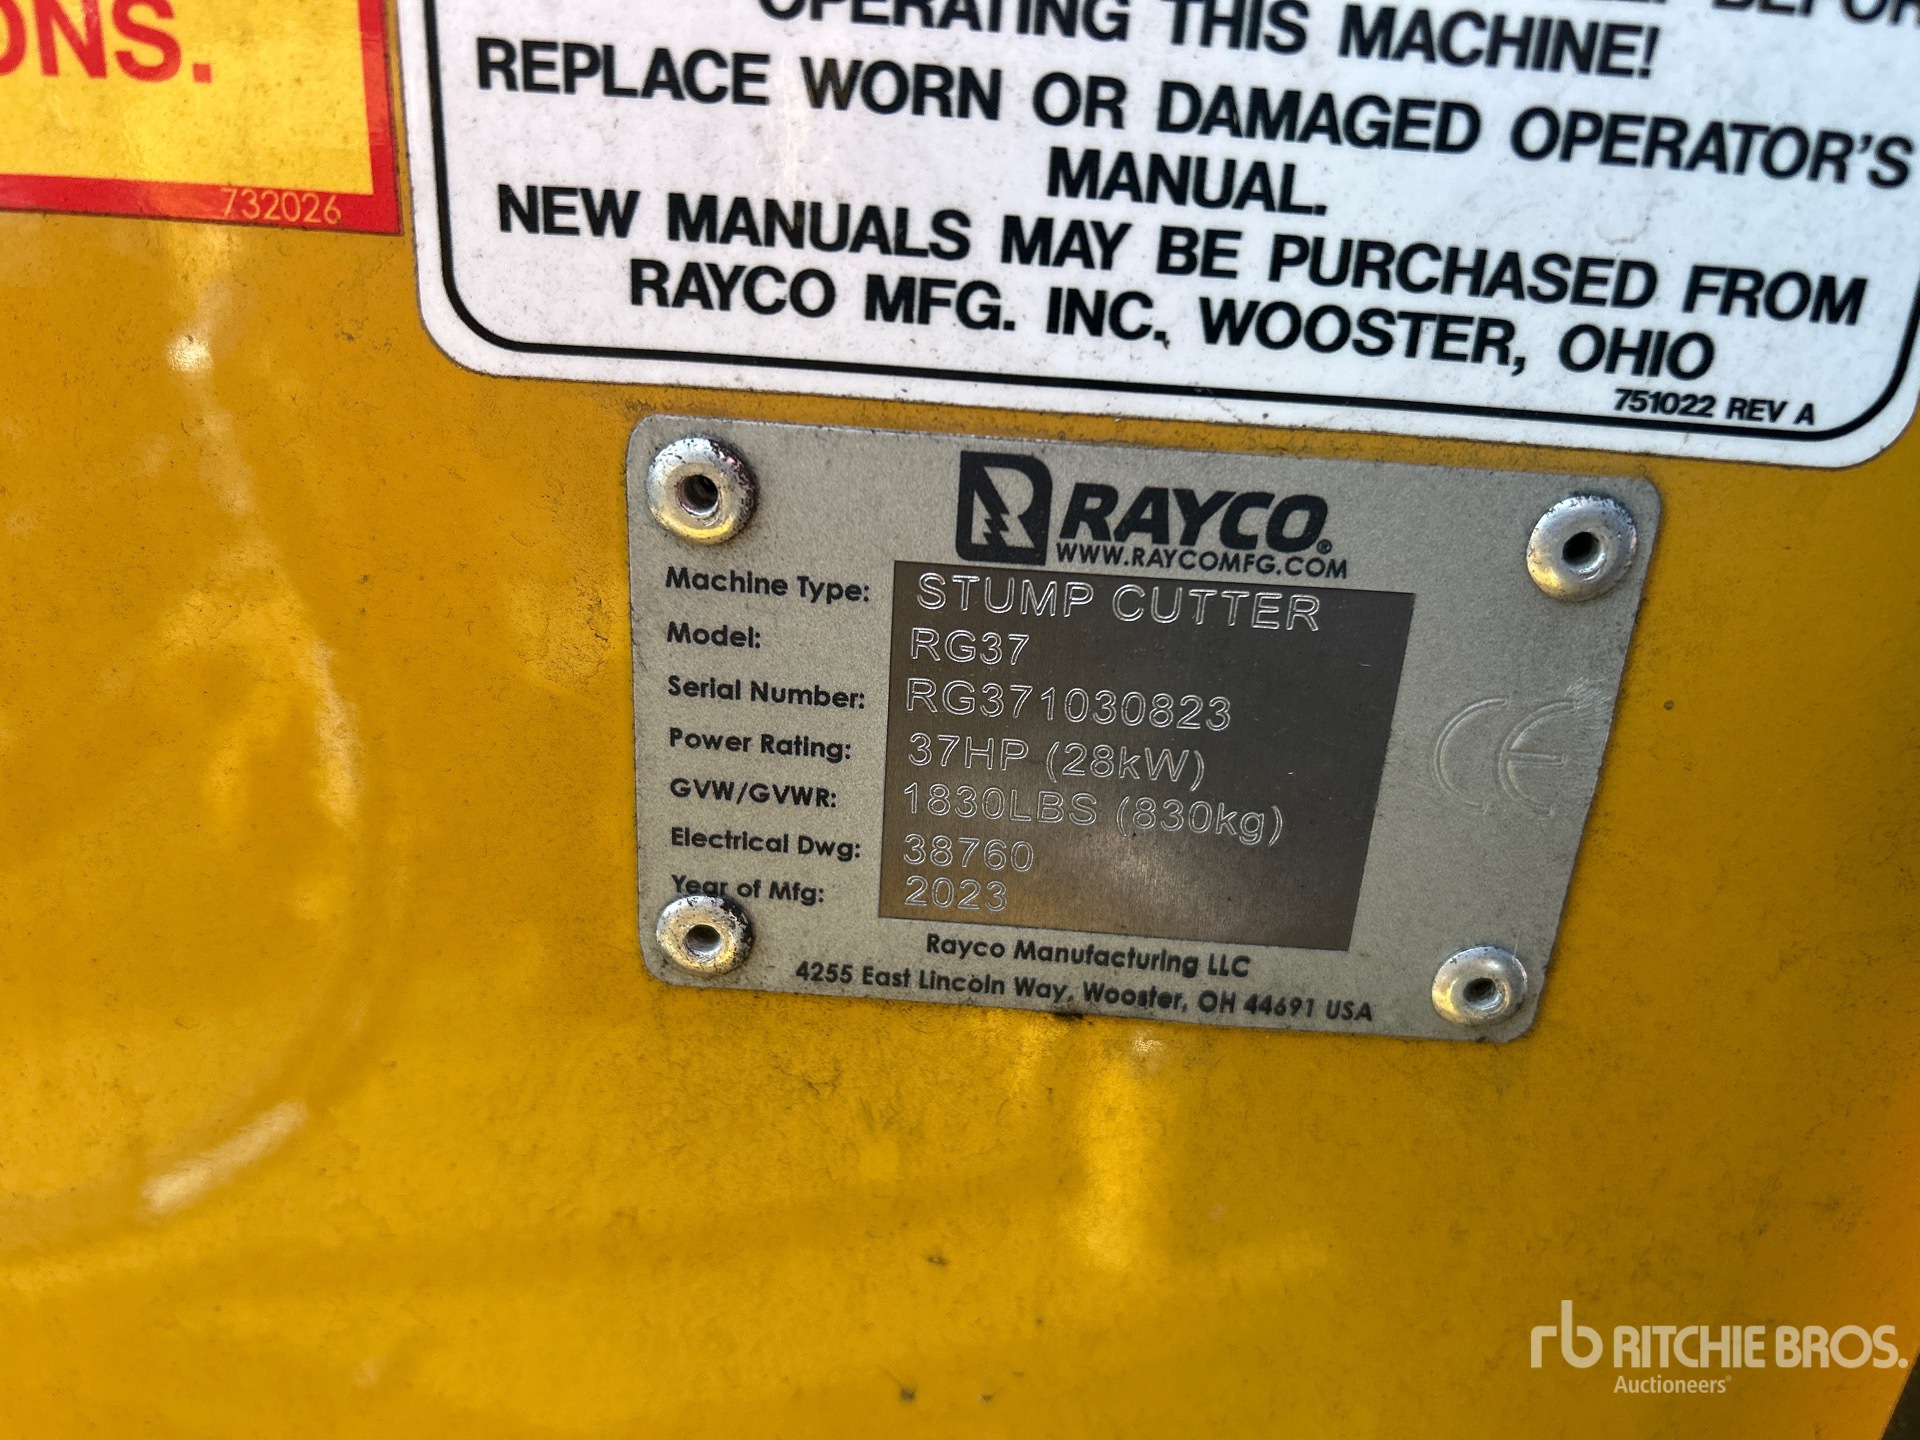 ONS.
732026
BEFORE
OPERATING THIS MACHINE!
REPLACE WORN OR DAMAGED OPERATOR'S
MANUAL.
NEW MANUALS MAY BE PURCHASED FROM
RAYCO MFG. INC. WOOSTER, OHIO
751022 REV A
R RAYCO®
WWW.RAYCOMFG.COM
Machine Type: STUMP CUTTER
Model: RG37
Serial Number: RG371030823
Power Rating: 37HP (28kW)
GVW/GVWR: 1830LBS (830kg)
Electrical Dwg: 38760
Year of Mfg: 2023
CE
Rayco Manufacturing LLC
4255 East Lincoln Way, Wooster, OH 44691 USA
rb RITCHIE BROS.
Auctioneers